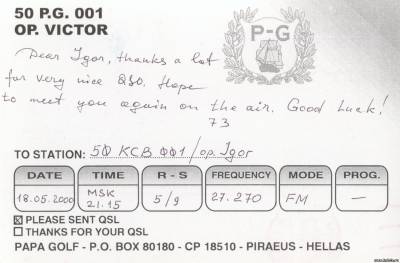 50 P.G. 001
OP. VICTOR
P-G
Dear Igor, thanks a lot
for very nice QSO. Hope
to meet you again on the air. Good Luck!
73
TO STATION: 50 KCB 001/op. Igor
DATE TIME R - S FREQUENCY MODE PROG.
18.05.2000 MSK 21.15 5/9 27.270 FM —
☒ PLEASE SENT QSL
☐ THANKS FOR YOUR QSL
PAPA GOLF - P.O. BOX 80180 - CP 18510 - PIRAEUS - HELLAS